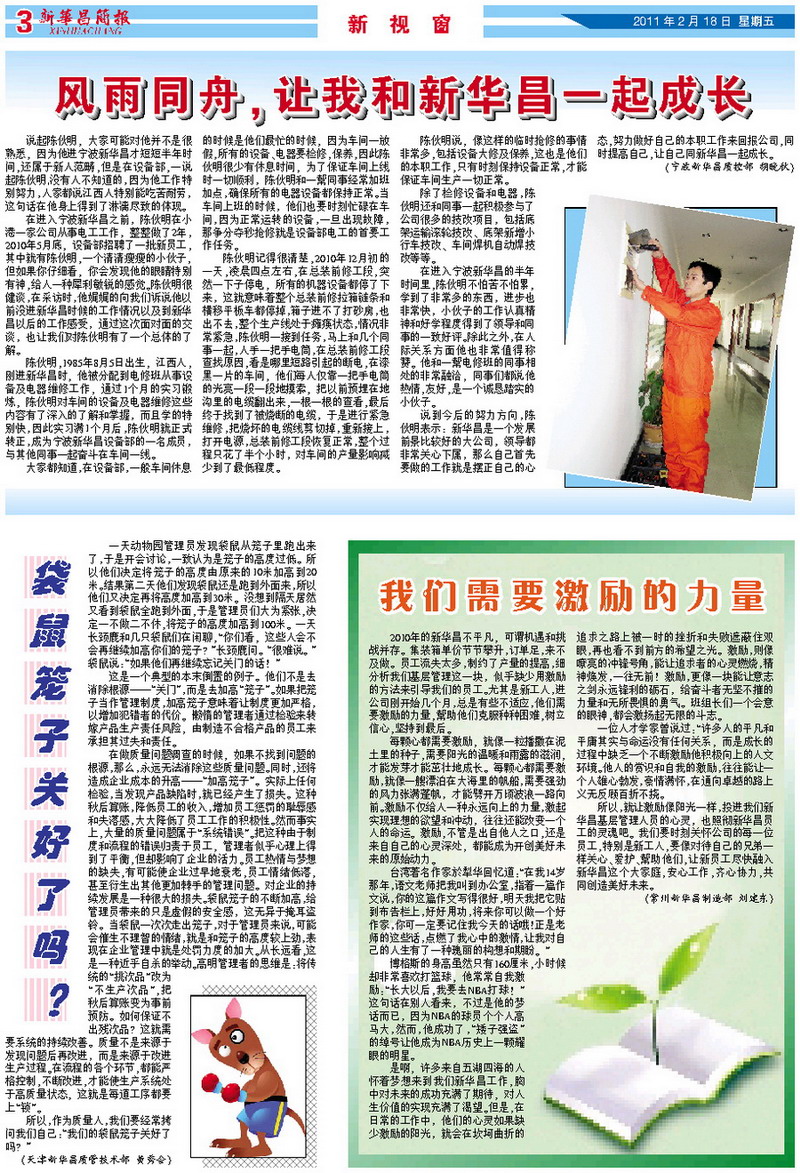 3 新華昌简报
XINHUACHANG
新视窗
2011年2月18日 星期五
风雨同舟,让我和新华昌一起成长
说起陈伙明,大家可能对他并不是很
熟悉,因为他进宁波新华昌才短短半年时
间,还属于新人范畴,但是在设备部,一说
起陈伙明,没有人不知道的,因为他工作特
别努力,人家都说江西人特别能吃苦耐劳,
这句话在他身上得到了淋漓尽致的体现。
在进入宁波新华昌之前,陈伙明在小
港一家公司从事电工工作,整整做了2年,
2010年5月底,设备部招聘了一批新员工,
其中就有陈伙明,一个清清瘦瘦的小伙子,
但如果你仔细看,你会发现他的眼睛特别
有神,给人一种犀利敏锐的感觉。陈伙明很
健谈,在采访时,他娓娓的向我们诉说他以
前没进新华昌时候的工作情况以及到新华
昌以后的工作感受,通过这次面对面的交
谈,也让我们对陈伙明有了一个总体的了
解。
陈伙明,1985年8月5日出生,江西人,
刚进新华昌时,他被分配到电修班从事设
备及电器维修工作,通过1个月的实习锻
炼,陈伙明对车间的设备及电器维修这些
内容有了深入的了解和掌握,而且学的特
别快,因此实习满1个月后,陈伙明就正式
转正,成为宁波新华昌设备部的一名成员,
与其他同事一起奋斗在车间一线。
大家都知道,在设备部,一般车间休息
的时候是他们最忙的时候,因为车间一放
假,所有的设备、电器要检修,保养,因此陈
伙明很少有休息时间,为了保证车间上线
时一切顺利,陈伙明和一帮同事经常加班
加点,确保所有的电器设备都保持正常。当
车间上班的时候,他们也要时刻忙碌在车
间,因为正常运转的设备,一旦出现故障,
那争分夺秒抢修就是设备部电工的首要工
作任务。
陈伙明记得很清楚,2010年12月初的
一天,凌晨四点左右,在总装前修工段,突
然一下子停电,所有的机器设备都停了下
来,这就意味着整个总装前修拉箱链条和
横移平板车都停掉,箱子进不了打砂房,也
出不去,整个生产线处于瘫痪状态,情况非
常紧急,陈伙明一接到任务,马上和几个同
事一起,人手一把手电筒,在总装前修工段
查找原因,看是哪里短路引起的断电,在漆
黑一片的车间,他们每人仅靠一把手电筒
的光亮一段一段地摸索,把以前预埋在地
沟里的电缆翻出来,一根一根的查看,最后
终于找到了被烧断的电缆,于是进行紧急
维修,把烧坏的电缆线剪切掉,重新接上,
打开电源,总装前修工段恢复正常,整个过
程只花了半个小时,对车间的产量影响减
少到了最低程度。
陈伙明说,像这样的临时抢修的事情
非常多,包括设备大修及保养,这也是他们
的本职工作,只有时刻保持设备正常,才能
保证车间生产一切正常。
除了抢修设备和电器,陈
伙明还和同事一起积极参与了
公司很多的技改项目,包括底
架运输滚轮技改、底架新增小
行车技改、车间焊机自动焊技
改等等。
在进入宁波新华昌的半年
时间里,陈伙明不怕苦不怕累,
学到了非常多的东西,进步也
非常快,小伙子的工作认真精
神和好学程度得到了领导和同
事的一致好评。除此之外,在人
际关系方面他也非常值得称
赞。他和一帮电修班的同事相
处的非常融洽,同事们都说他
热情,友好,是一个诚恳踏实的
小伙子。
说到今后的努力方向,陈
伙明表示:新华昌是一个发展
前景比较好的大公司,领导都
非常关心下属,那么自己首先
要做的工作就是摆正自己的心
态,努力做好自己的本职工作来回报公司,同
时提高自己,让自己同新华昌一起成长。
(宁波新华昌质控部 胡晓秋)
袋鼠笼子关好了吗?
一天动物园管理员发现袋鼠从笼子里跑出来
了,于是开会讨论,一致认为是笼子的高度过低。所
以他们决定将笼子的高度由原来的10米加高到20
米。结果第二天他们发现袋鼠还是跑到外面来,所以
他们又决定再将高度加高到30米。没想到隔天居然
又看到袋鼠全跑到外面,于是管理员们大为紧张,决
定一不做二不休,将笼子的高度加高到100米。一天
长颈鹿和几只袋鼠们在闲聊,“你们看,这些人会不
会再继续加高你们的笼子?”长颈鹿问。“很难说。”
袋鼠说:“如果他们再继续忘记关门的话!”
这是一个典型的本末倒置的例子。他们不是去
消除根源——“关门”,而是去加高“笼子”。如果把笼
子当作管理制度,加高笼子意味着让制度更加严格,
以增加犯错者的代价。懒惰的管理者通过检验来转
嫁产品生产责任风险,由制造不合格产品的员工来
承担其过失和责任。
在做质量问题调查的时候,如果不找到问题的
根源,那么,永远无法消除这些质量问题。同时,还将
造成企业成本的升高——“加高笼子”。实际上任何
检验,当发现产品缺陷时,就已经产生了损失。这种
秋后算账,降低员工的收入,增加员工惩罚的耻辱感
和失落感,大大降低了员工工作的积极性。然而事实
上,大量的质量问题属于“系统错误”。把这种由于制
度和流程的错误归责于员工,管理者似乎心理上得
到了平衡,但却影响了企业的活力。员工热情与梦想
的缺失,有可能使企业过早地衰老,员工情绪低落,
甚至衍生出其他更加棘手的管理问题。对企业的持
续发展是一种很大的损失。袋鼠笼子的不断加高,给
管理员带来的只是虚假的安全感,这无异于掩耳盗
铃。当袋鼠一次次走出笼子,对于管理员来说,可能
会催生不理智的情绪,就是和笼子的高度较上劲,表
现在企业管理中就是处罚力度的加大。从长远看,这
是一种近乎自杀的举动。高明管理者的思维是:将传
统的“挑次品”改为
“不生产次品”,把
秋后算账变为事前
预防。如何保证不
出残次品?这就需
要系统的持续改善。质量不是来源于
发现问题后再改进,而是来源于改进
生产过程。在流程的各个环节,都能严
格控制,不断改进,才能使生产系统处
于高质量状态,这就是每道工序都要
上“锁”。
所以,作为质量人,我们要经常拷
问我们自己:“我们的袋鼠笼子关好了
吗?”
(天津新华昌质管技术部 黄秀会)
我们需要激励的力量
2010年的新华昌不平凡,可谓机遇和挑
战并存。集装箱单价节节攀升,订单足,来不
及做。员工流失太多,制约了产量的提高,细
分析我们基层管理这一块,似乎缺少用激励
的方法来引导我们的员工。尤其是新工人,进
公司刚开始几个月,总是有些不适应,他们需
要激励的力量,帮助他们克服种种困难,树立
信心,坚持到最后。
每颗心都需要激励,就像一粒播撒在泥
土里的种子,需要阳光的温暖和雨露的滋润,
才能发芽才能茁壮地成长。每颗心都需要激
励,就像一艘漂泊在大海里的帆船,需要强劲
的风力张满蓬帆,才能劈开万顷波浪一路向
前。激励不仅给人一种永远向上的力量,激起
实现理想的欲望和冲动,往往还能改变一个
人的命运。激励,不管是出自他人之口,还是
来自自己的心灵深处,都能成为开创美好未
来的原始动力。
台湾著名作家於犁华回忆道:“在我14岁
那年,语文老师把我叫到办公室,指着一篇作
文说,你的这篇作文写得很好,明天我把它贴
到布告栏上,好好用功,将来你可以做一个好
作家,你可一定要记住我今天的话哦!正是老
师的这些话,点燃了我心中的激情,让我对自
己的人生有了一种瑰丽的构想和期盼。”
博格斯的身高虽然只有160厘米,小时候
却非常喜欢打篮球,他常常自我激
励:“长大以后,我要去NBA打球!”
这句话在别人看来,不过是他的梦
话而已,因为NBA的球员个个人高
马大,然而,他成功了,“矮子强盗”
的绰号让他成为NBA历史上一颗耀
眼的明星。
是啊,许多来自五湖四海的人
怀着梦想来到我们新华昌工作,胸
中对未来的成功充满了期待,对人
生价值的实现充满了渴望。但是,在
日常的工作中,他们的心灵如果缺
少激励的阳光,就会在坎坷曲折的
追求之路上被一时的挫折和失败遮蔽住双
眼,再也看不到前方的希望之光。激励,则像
嘹亮的冲锋号角,能让追求者的心灵燃烧,精
神焕发,一往无前!激励,更像一块能让意志
之剑永远锋利的砺石,给奋斗者无坚不摧的
力量和无所畏惧的勇气。班组长们一个会意
的眼神,都会激扬起无限的斗志。
一位人才学家曾说过:“许多人的平凡和
平庸其实与命运没有任何关系,而是成长的
过程中缺乏一个不断激励他积极向上的人文
环境。他人的赏识和自我的激励,往往能让一
个人雄心勃发,豪情满怀,在通向卓越的路上
义无反顾百折不挠。
所以,就让激励像阳光一样,投进我们新
华昌基层管理人员的心灵,也照彻新华昌员
工的灵魂吧。我们要时刻关怀公司的每一位
员工,特别是新工人,要像对待自己的兄弟一
样关心、爱护、帮助他们,让新员工尽快融入
新华昌这个大家庭,安心工作,齐心协力,共
同创造美好未来。
(常州新华昌制造部 刘建东)